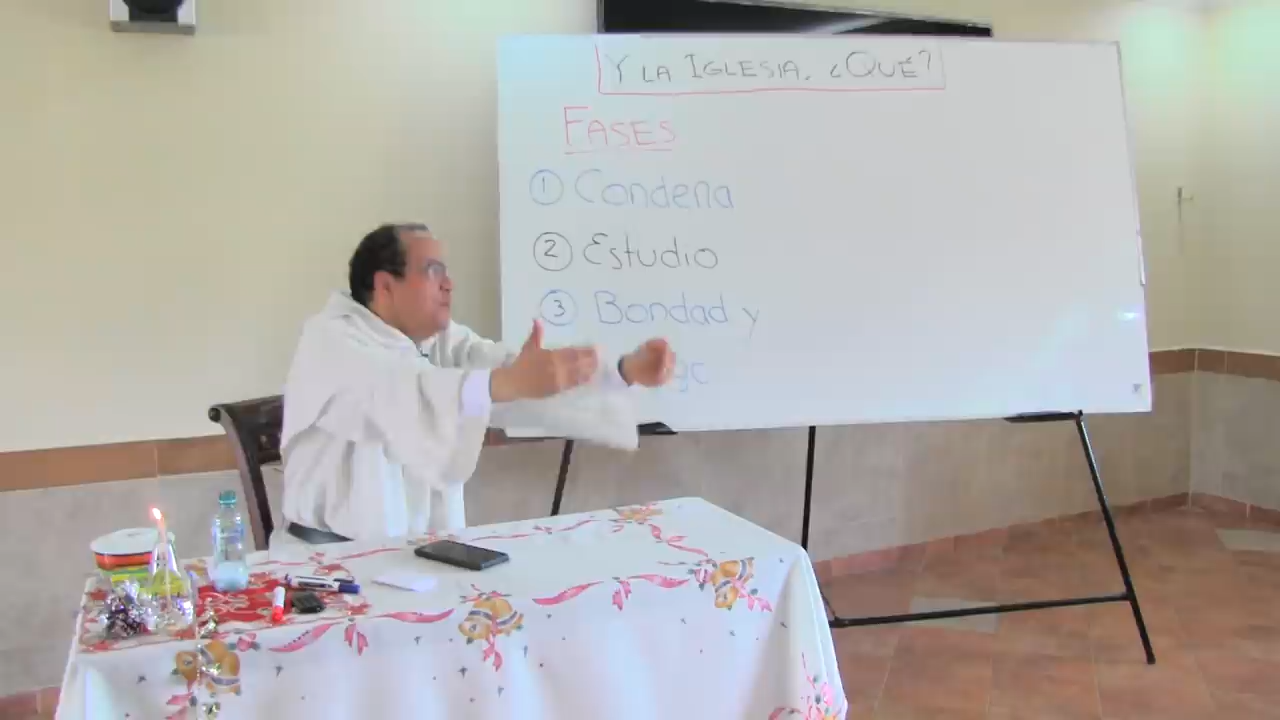 Y LA IGLESIA, ¿QUÉ?
FASES
1 Condena
2 Estudio
3 Bondad y